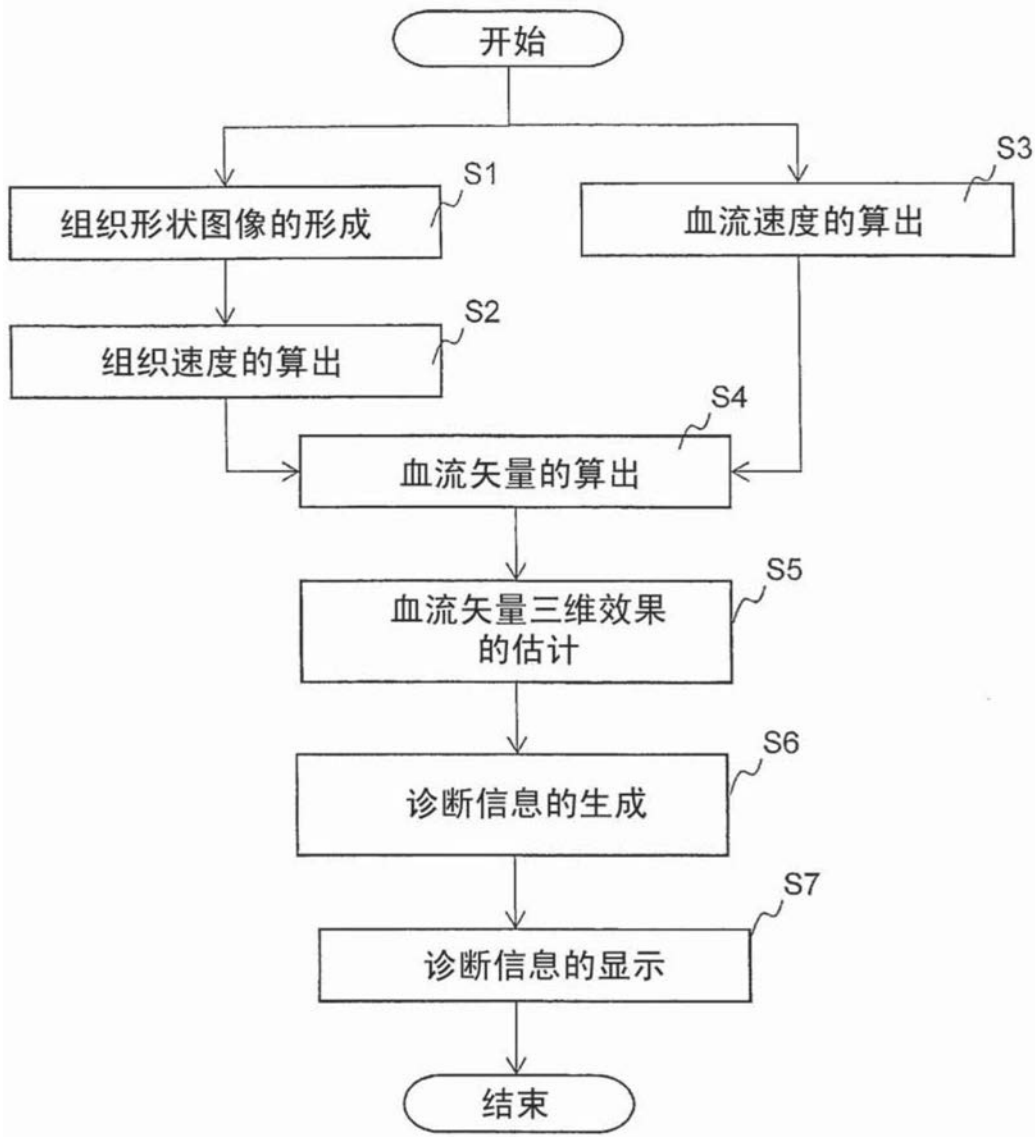 开始
S1
组织形状图像的形成
S3
血流速度的算出
S2
组织速度的算出
S4
血流矢量的算出
S5
血流矢量三维效果
的估计
S6
诊断信息的生成
S7
诊断信息的显示
结束